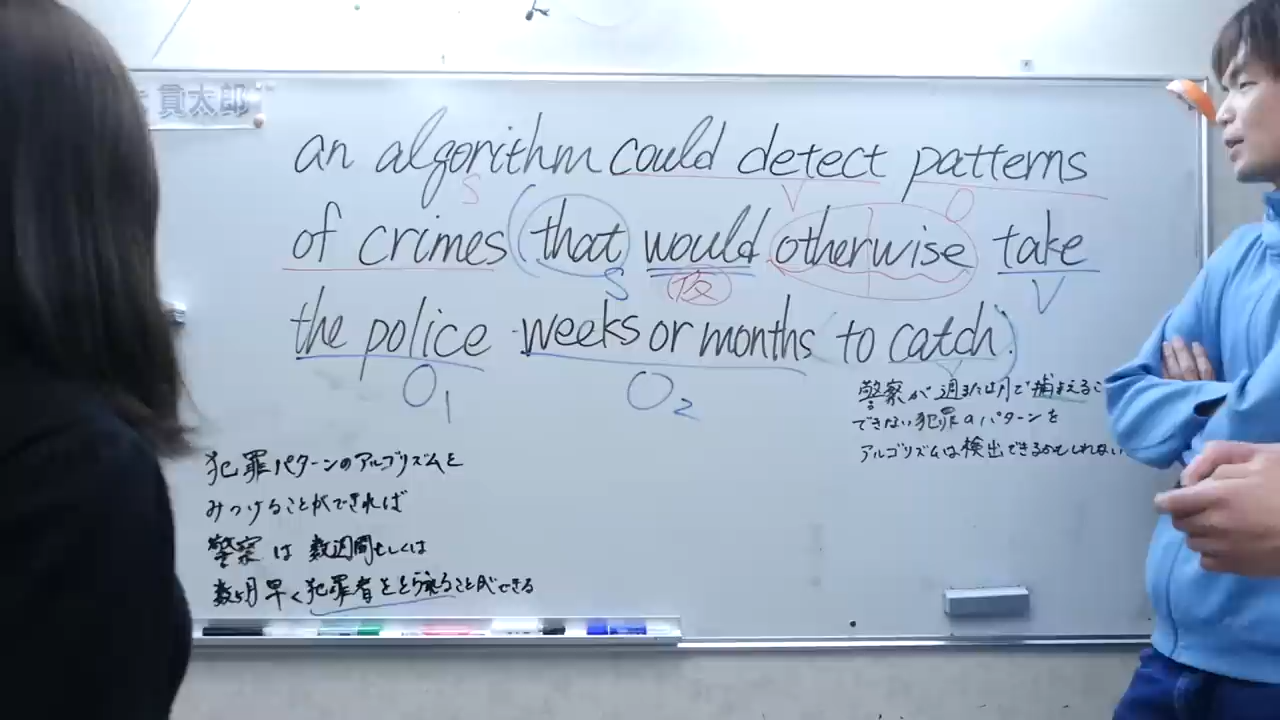 貫太郎
an algorithm could detect patterns
S V O
of crimes (that would otherwise take
S 仮 V
the police weeks or months to catch)
O1 O2 V
警察が週または月で捕まえるこ
できない犯罪のパターンを
アルゴリズムは検出できるかもしれない
犯罪パターンのアルゴリズムを
みつけることができれば
警察は数週間もしくは
数ヶ月早く犯罪者をとらえることができる